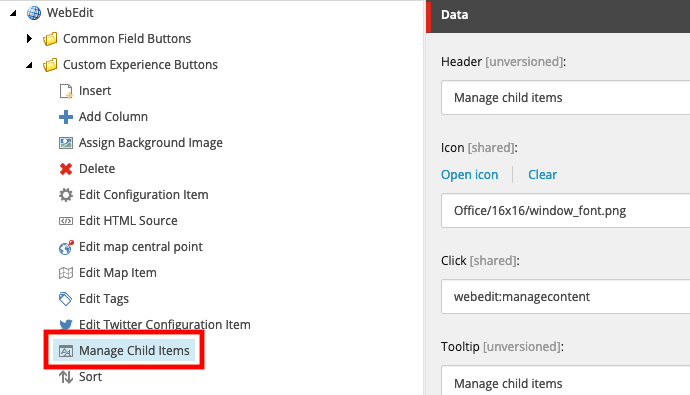 WebEdit
Common Field Buttons
Custom Experience Buttons
Insert
Add Column
Assign Background Image
Delete
Edit Configuration Item
Edit HTML Source
Edit map central point
Edit Map Item
Edit Tags
Edit Twitter Configuration Item
Manage Child Items
Sort
Data
Header [unversioned]:
Manage child items
Icon [shared]:
Open icon Clear
Office/16x16/window_font.png
Click [shared]:
webedit:managecontent
Tooltip [unversioned]:
Manage child items